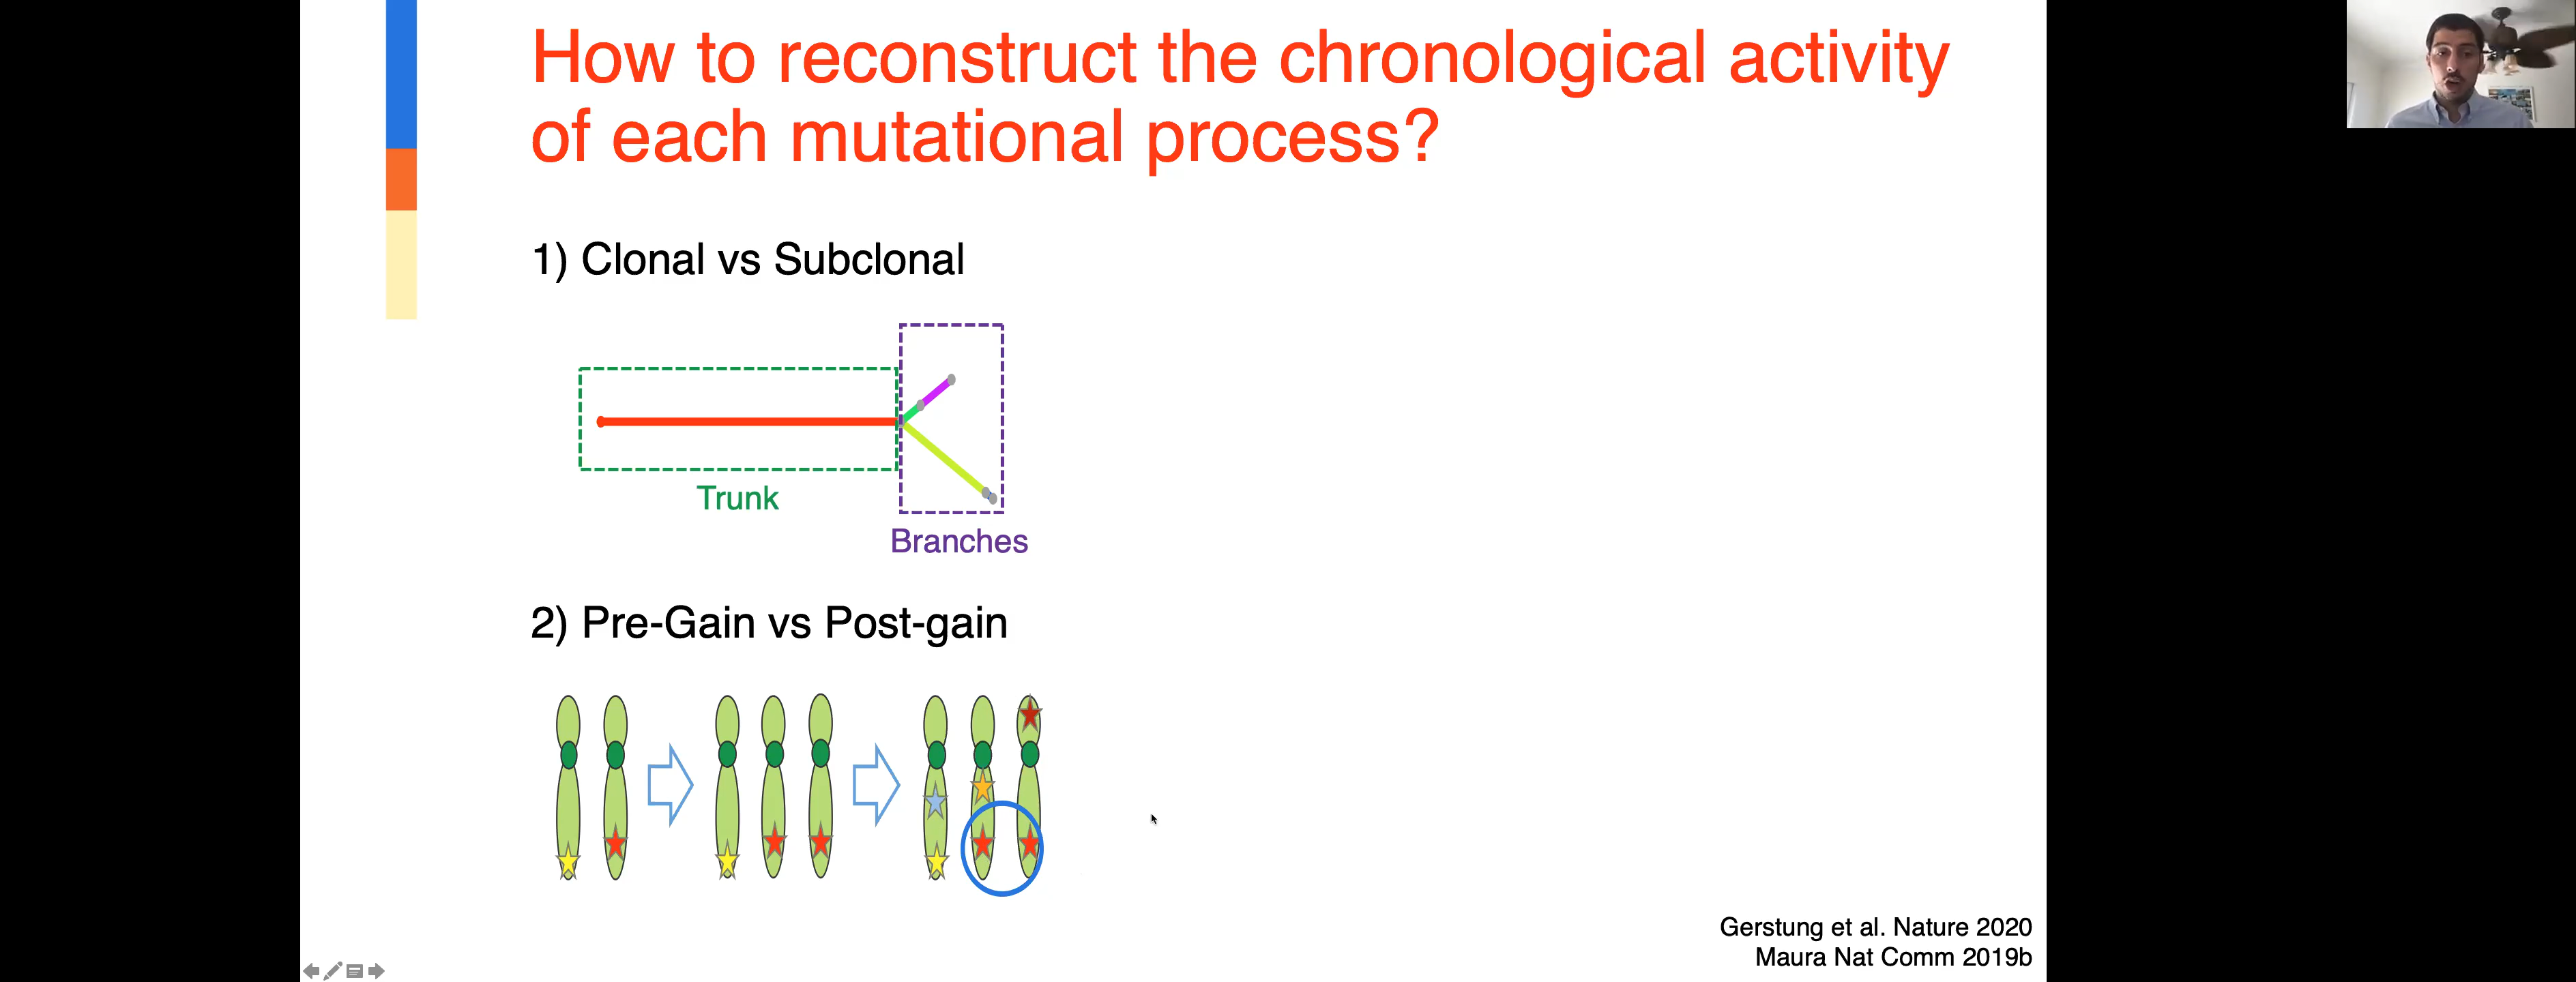 How to reconstruct the chronological activity
of each mutational process?
1) Clonal vs Subclonal
Trunk
Branches
2) Pre-Gain vs Post-gain
Gerstung et al. Nature 2020
Maura Nat Comm 2019b